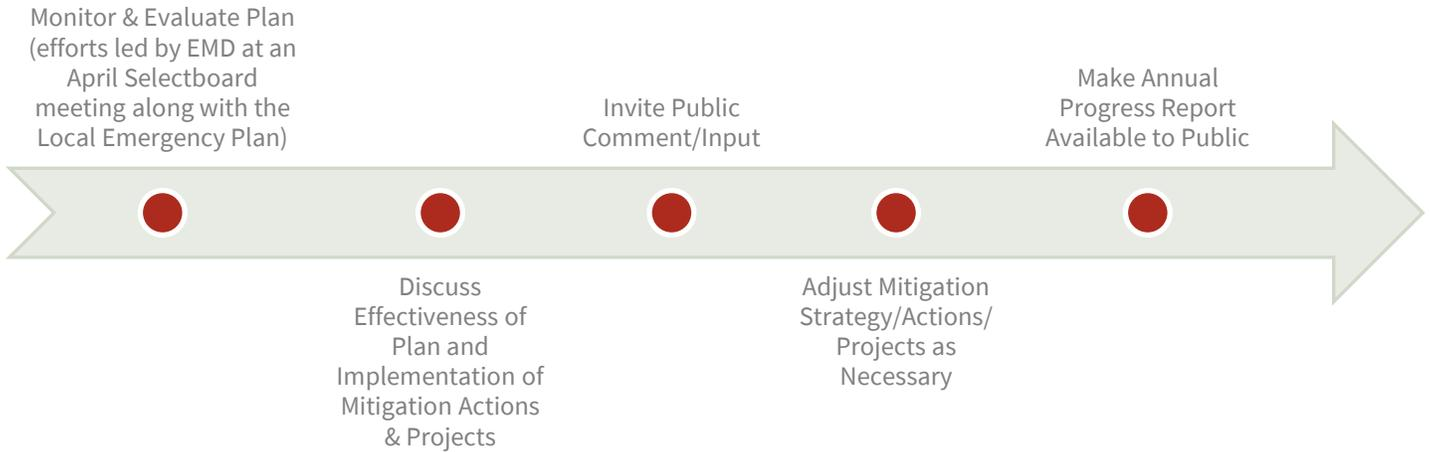 Monitor & Evaluate Plan
(efforts led by EMD at an
April Selectboard
meeting along with the
Local Emergency Plan)
Discuss
Effectiveness of
Plan and
Implementation of
Mitigation Actions
& Projects
Invite Public
Comment/Input
Adjust Mitigation
Strategy/Actions/
Projects as
Necessary
Make Annual
Progress Report
Available to Public